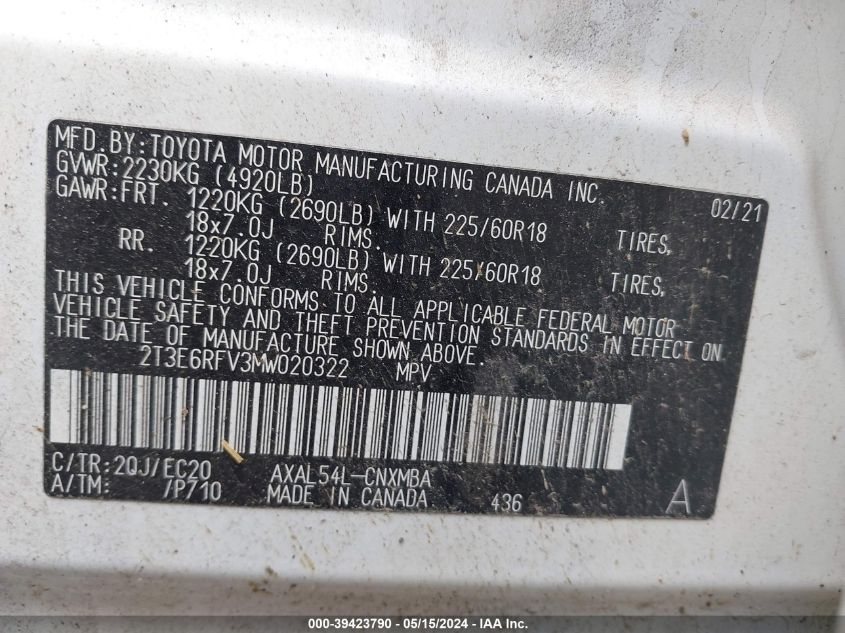 MFD.BY:TOYOTA MOTOR MANUFACTURING CANADA INC. 02/21
GVWR:2230KG (4920LB)
GAWR:FRT. 1220KG (2690LB) WITH 225/60R18 TIRES,
18x7.0J RIMS.
RR. 1220KG (2690LB) WITH 225/60R18 TIRES,
18x7.0J RIMS.
THIS VEHICLE CONFORMS TO ALL APPLICABLE FEDERAL MOTOR
VEHICLE SAFETY AND THEFT PREVENTION STANDARDS IN EFFECT ON
THE DATE OF MANUFACTURE SHOWN ABOVE.
2T3E6RFV3MW020322 MPV
C/TR:2QJ/EC20 AXAL54L-CNXMBA
A/TM: /P710 MADE IN CANADA 436 A
000-39423790 - 05/15/2024 - IAA Inc.